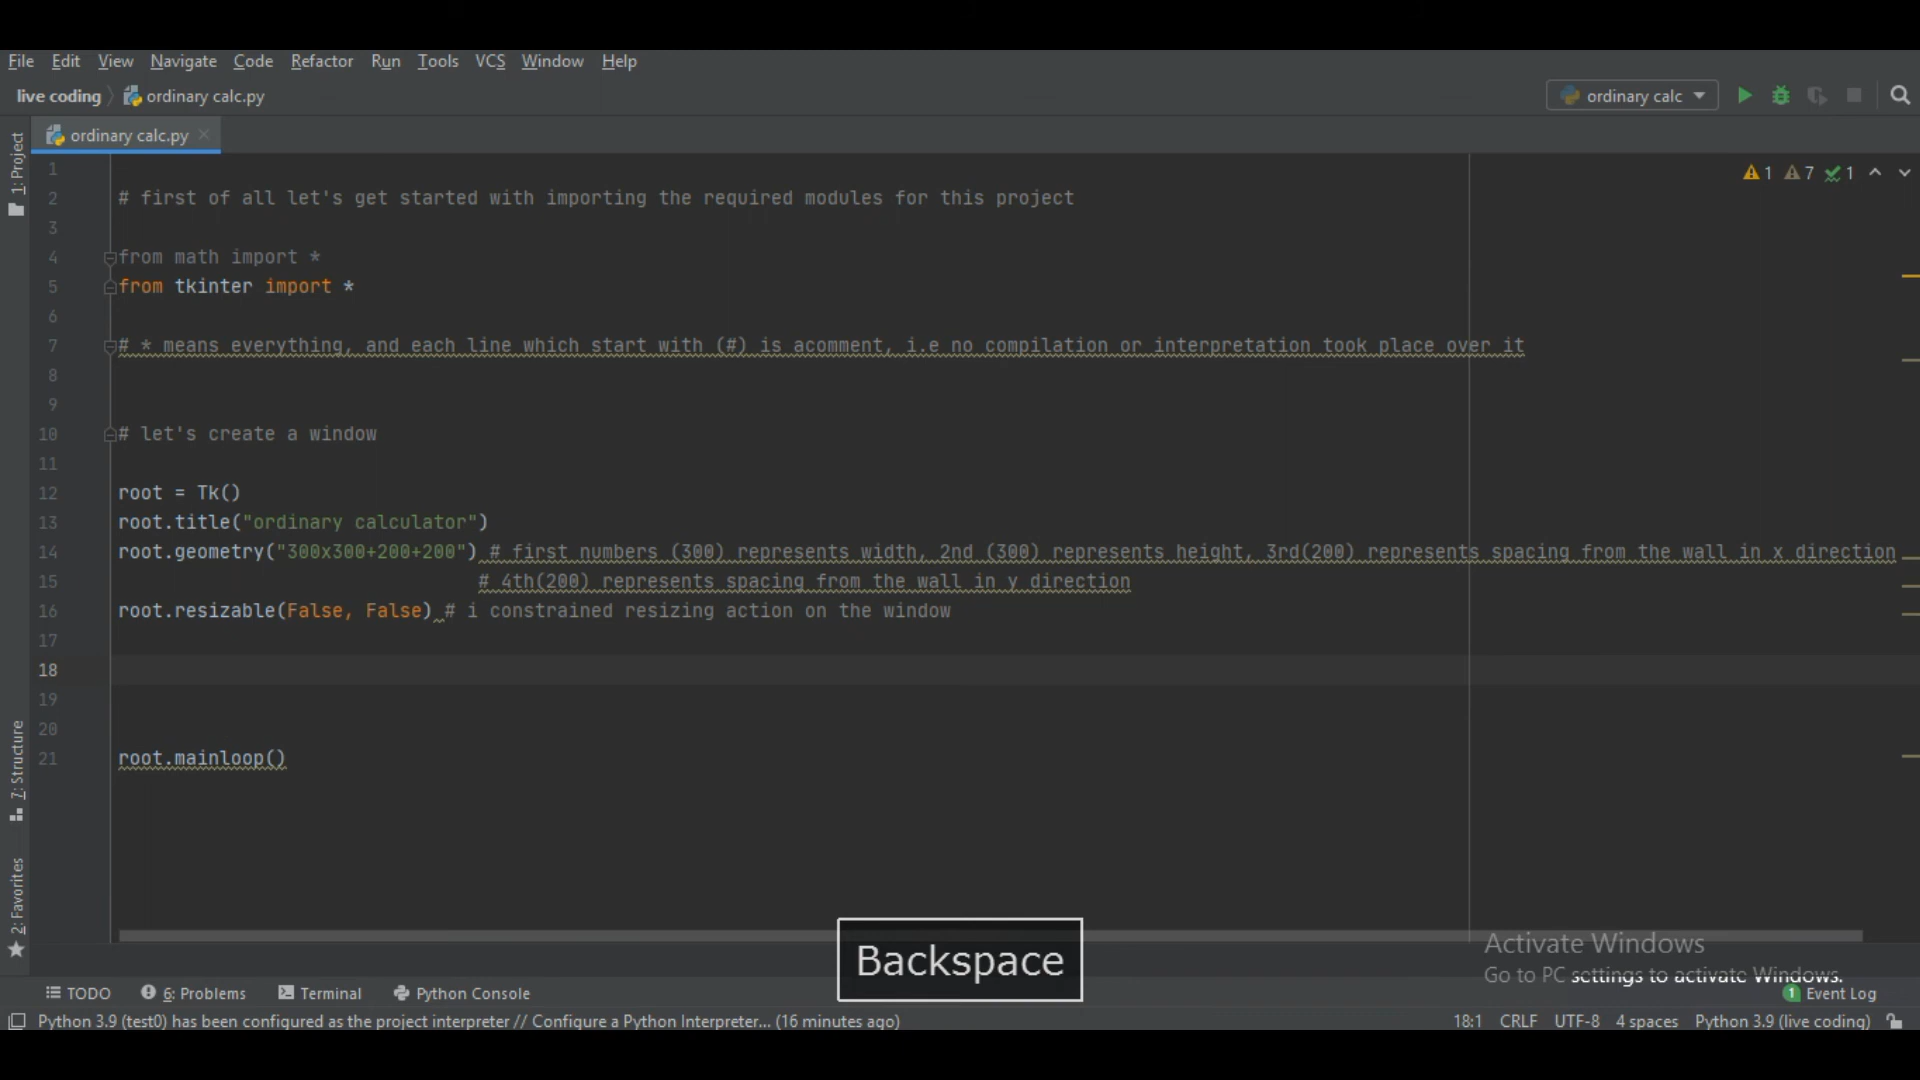 File Edit View Navigate Code Refactor Run Tools VCS Window Help
live coding ordinary calc.py ordinary calc
ordinary calc.py
1: Project
1 7 1
1
2 # first of all let's get started with importing the required modules for this project
3
4 from math import *
5 from tkinter import *
6
7 # * means everything, and each line which start with (#) is acomment, i.e no compilation or interpretation took place over it
8
9
10 # let's create a window
11
12 root = Tk()
13 root.title("ordinary calculator")
14 root.geometry("300x300+200+200") # first numbers (300) represents width, 2nd (300) represents height, 3rd(200) represents spacing from the wall in x direction
15 # 4th(200) represents spacing from the wall in y direction
16 root.resizable(False, False) # i constrained resizing action on the window
17
18
19
20
21 root.mainloop()
7: Structure
2: Favorites
Backspace
Activate Windows
Go to PC settings to activate Windows.
TODO 6: Problems Terminal Python Console 1 Event Log
Python 3.9 (test0) has been configured as the project interpreter // Configure a Python Interpreter... (16 minutes ago) 18:1 CRLF UTF-8 4 spaces Python 3.9 (live coding)